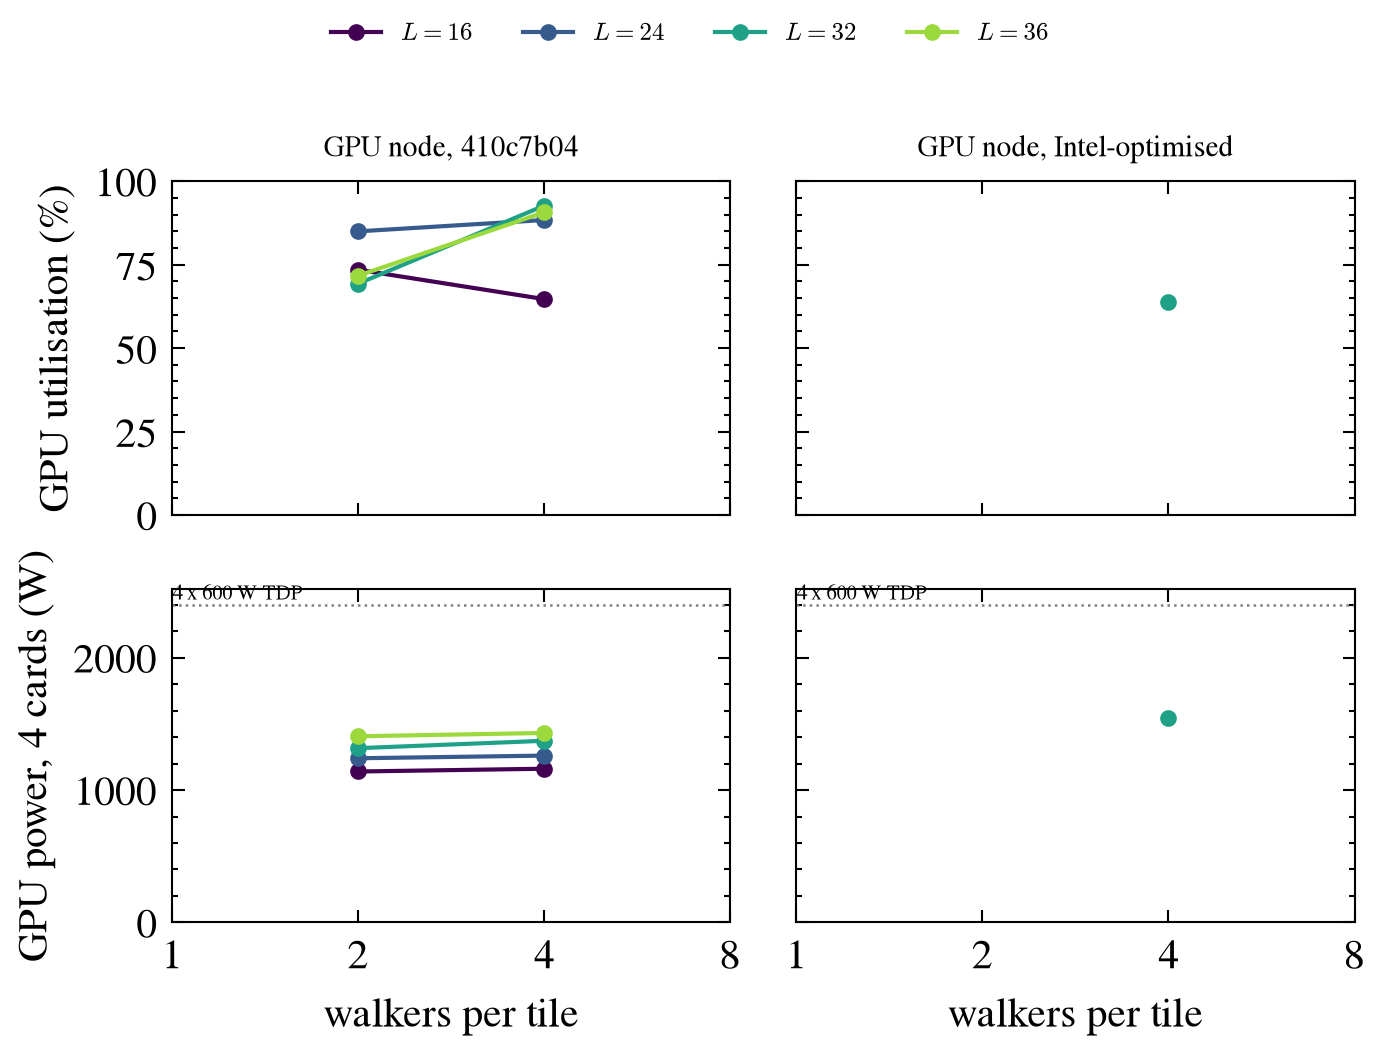 L = 16 L = 24 L = 32 L = 36
GPU node, 410c7b04
GPU node, Intel-optimised
GPU utilisation (%)
100
75
50
25
0
GPU power, 4 cards (W)
4 x 600 W TDP
4 x 600 W TDP
2000
1000
0
1 2 4 8
1 2 4 8
walkers per tile
walkers per tile